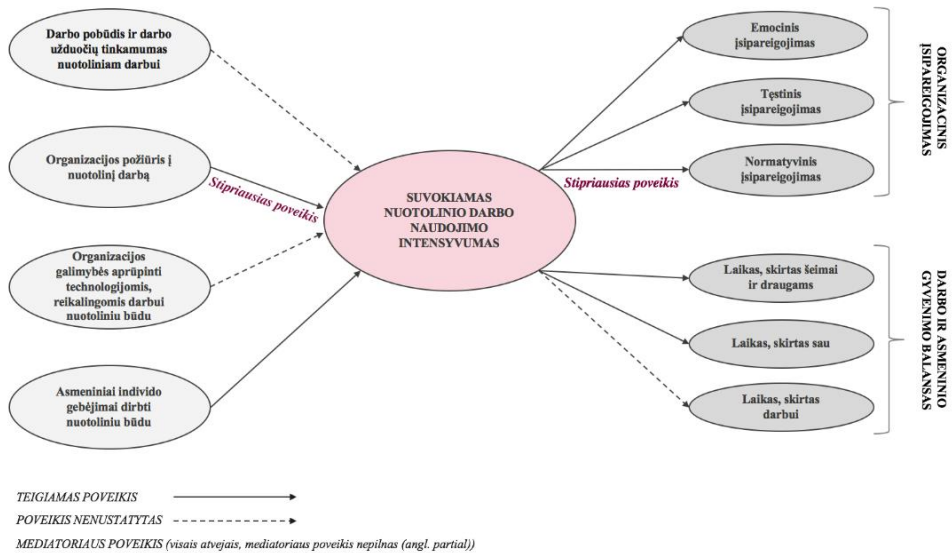 Darbo pobūdis ir darbo
užduočių tinkamumas
nuotoliniam darbui
Organizacijos požiūris į
nuotolinį darbą
Stipriausias poveikis
Organizacijos
galimybės aprūpinti
technologijomis,
reikalingomis darbui
nuotoliniu būdu
Asmeniniai individo
gebėjimai dirbti
nuotoliniu būdu
SUVOKIAMAS
NUOTOLINIO DARBO
NAUDOJIMO
INTENSYVUMAS
Emocinis
įsipareigojimas
Tęstinis
įsipareigojimas
Normatyvinis
įsipareigojimas
Stipriausias poveikis
ORGANIZACINIS
ĮSIPAREIGOJIMAS
Laikas, skirtas šeimai
ir draugams
Laikas, skirtas sau
Laikas, skirtas
darbui
DARBO IR ASMENINIO
GYVENIMO BALANSAS
TEIGIAMAS POVEIKIS
POVEIKIS NENUSTATYTAS
MEDIATORIAUS POVEIKIS (visais atvejais, mediatoriaus poveikis nepilnas (angl. partial))